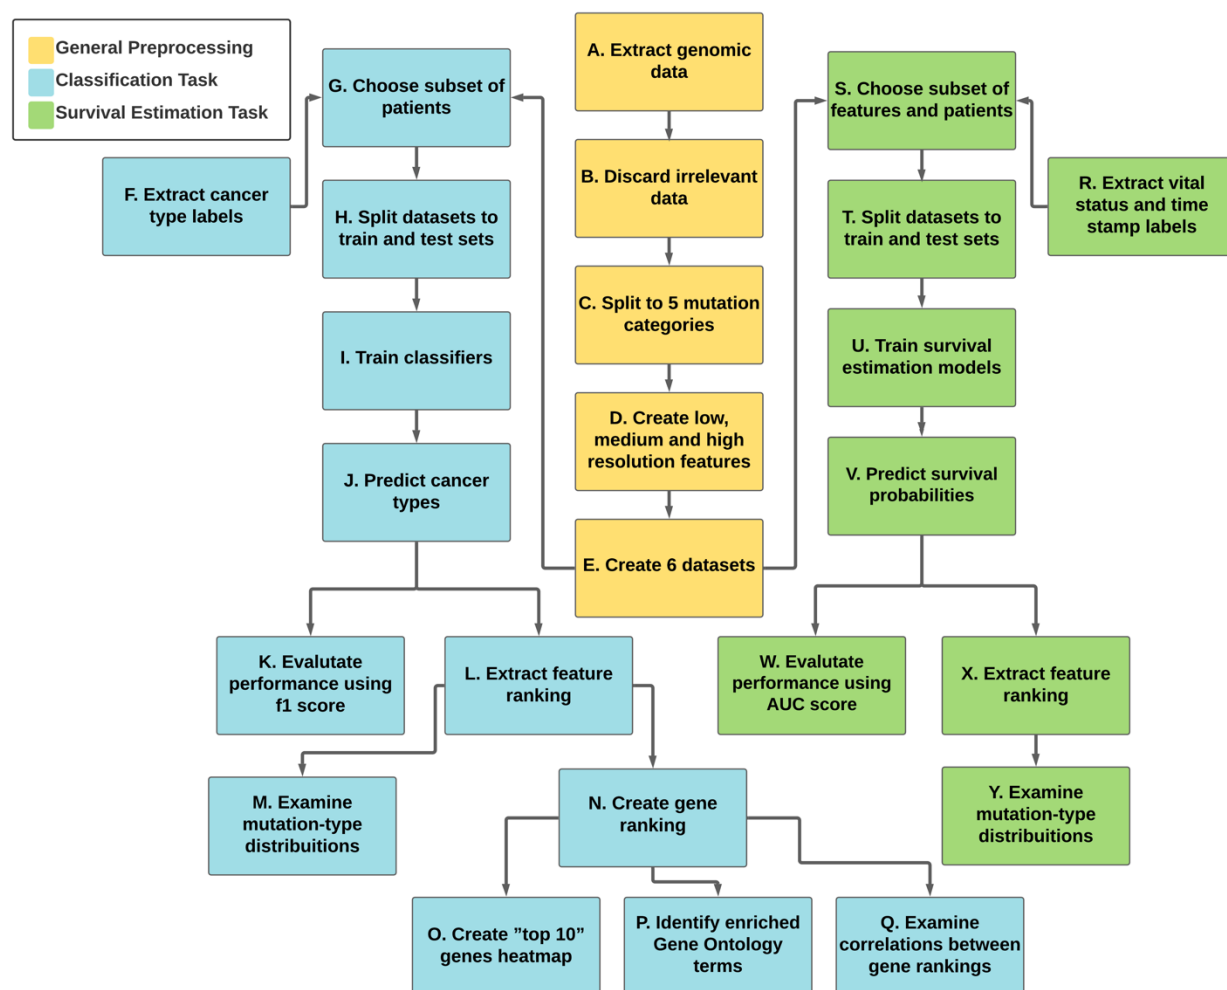 General Preprocessing
Classification Task
Survival Estimation Task
A. Extract genomic
data
G. Choose subset of
patients
S. Choose subset of
features and patients
F. Extract cancer
type labels
B. Discard irrelevant
data
R. Extract vital
status and time
stamp labels
H. Split datasets to
train and test sets
T. Split datasets to
train and test sets
C. Split to 5 mutation
categories
I. Train classifiers
U. Train survival
estimation models
D. Create low,
medium and high
resolution features
J. Predict cancer
types
V. Predict survival
probabilities
E. Create 6 datasets
K. Evalutate
performance using
f1 score
L. Extract feature
ranking
W. Evalutate
performance using
AUC score
X. Extract feature
ranking
M. Examine
mutation-type
distribuitions
N. Create gene
ranking
Y. Examine
mutation-type
distribuitions
O. Create ”top 10”
genes heatmap
P. Identify enriched
Gene Ontology
terms
Q. Examine
correlations between
gene rankings